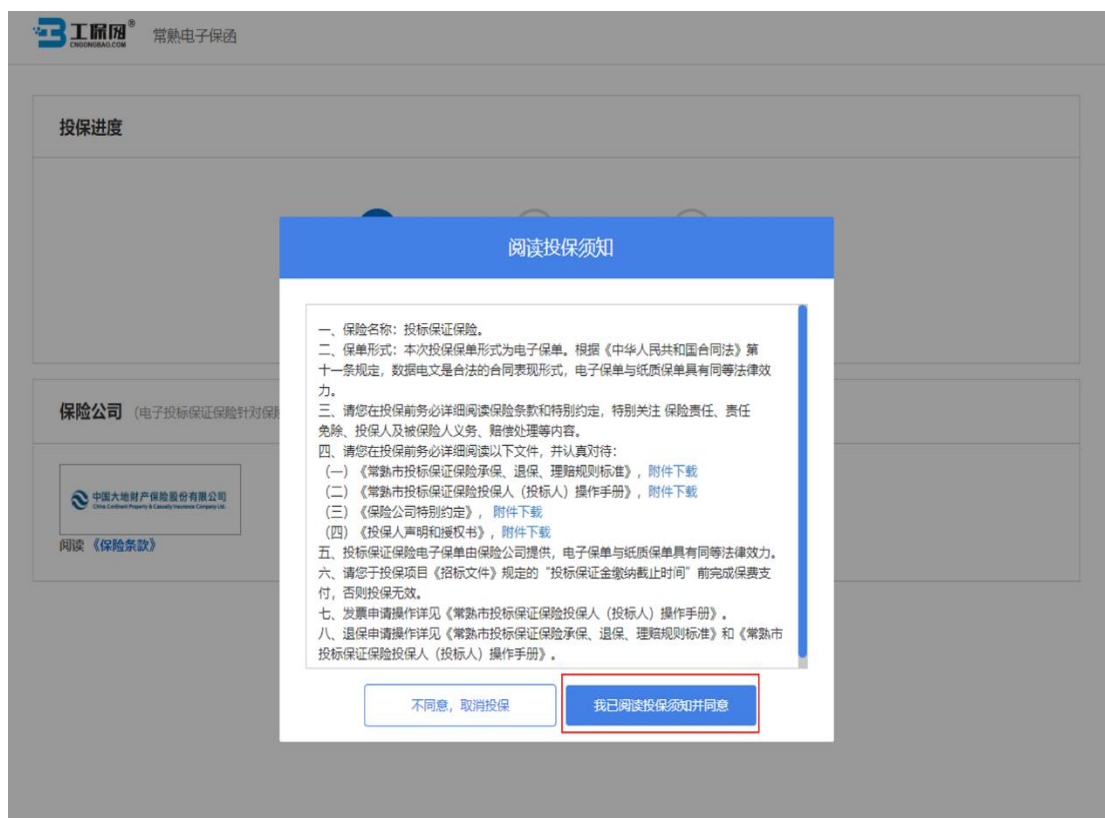 工保网® 常熟电子保函
CNGONGBAO.COM
投保进度
阅读投保须知
一、保险名称：投标保证保险。
二、保单形式：本次投保保单形式为电子保单。根据《中华人民共和国合同法》第
十一条规定，数据电文是合法的合同表现形式，电子保单与纸质保单具有同等法律效
力。
三、请您在投保前务必详细阅读保险条款和特别约定，特别关注 保险责任、责任
免除、投保人及被保险人义务、赔偿处理等内容。
四、请您在投保前务必详细阅读以下文件，并认真对待：
（一）《常熟市投标保证保险承保、退保、理赔规则标准》，附件下载
（二）《常熟市投标保证保险投保人（投标人）操作手册》，附件下载
（三）《保险公司特别约定》， 附件下载
（四）《投保人声明和授权书》，附件下载
五、投标保证保险电子保单由保险公司提供，电子保单与纸质保单具有同等法律效力。
六、请您于投保项目《招标文件》规定的“投标保证金缴纳截止时间”前完成保费支
付，否则投保无效。
七、发票申请操作详见《常熟市投标保证保险投保人（投标人）操作手册》。
八、退保申请操作详见《常熟市投标保证保险承保、退保、理赔规则标准》和《常熟市
投标保证保险投保人（投标人）操作手册》。
不同意，取消投保
我已阅读投保须知并同意
保险公司 （电子投标保证保险针对保
中国大地财产保险股份有限公司
China Continent Property & Casualty Insurance Company Ltd.
阅读 《保险条款》